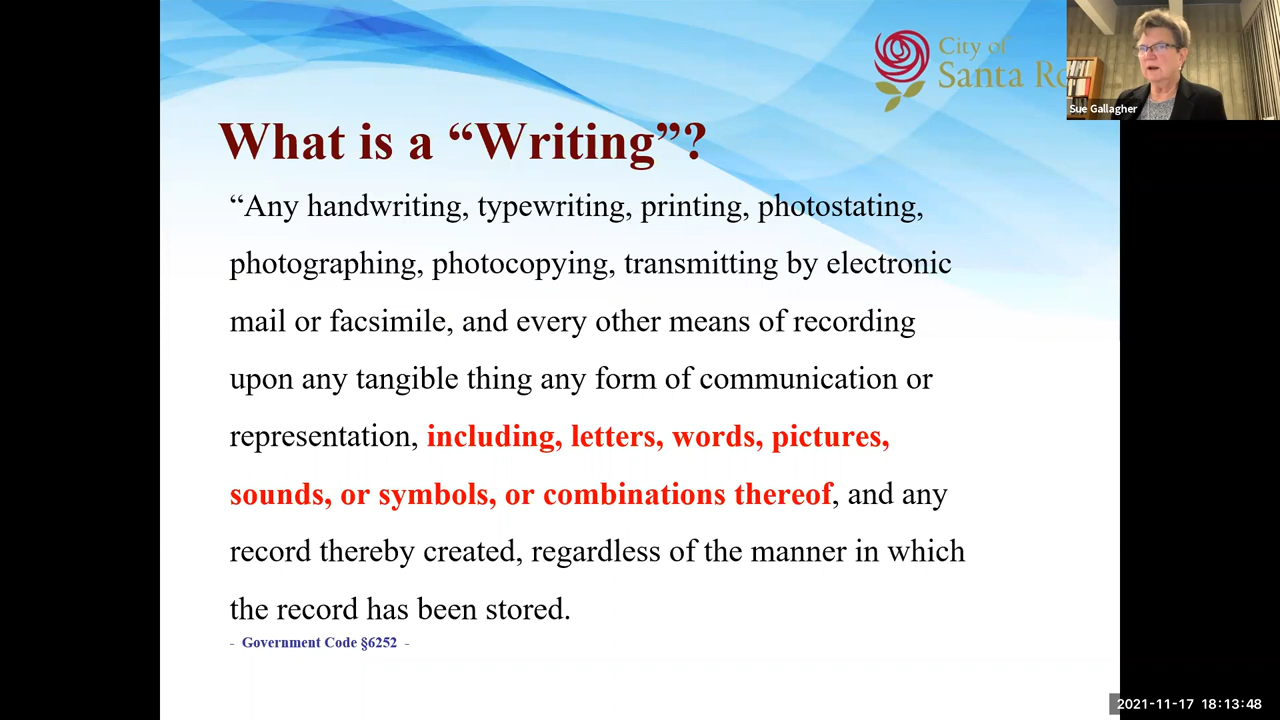 City of
Santa Ro
Sue Gallagher
What is a “Writing”?
“Any handwriting, typewriting, printing, photostating,
photographing, photocopying, transmitting by electronic
mail or facsimile, and every other means of recording
upon any tangible thing any form of communication or
representation, including, letters, words, pictures,
sounds, or symbols, or combinations thereof, and any
record thereby created, regardless of the manner in which
the record has been stored.
- Government Code §6252 -
2021-11-17 18:13:48